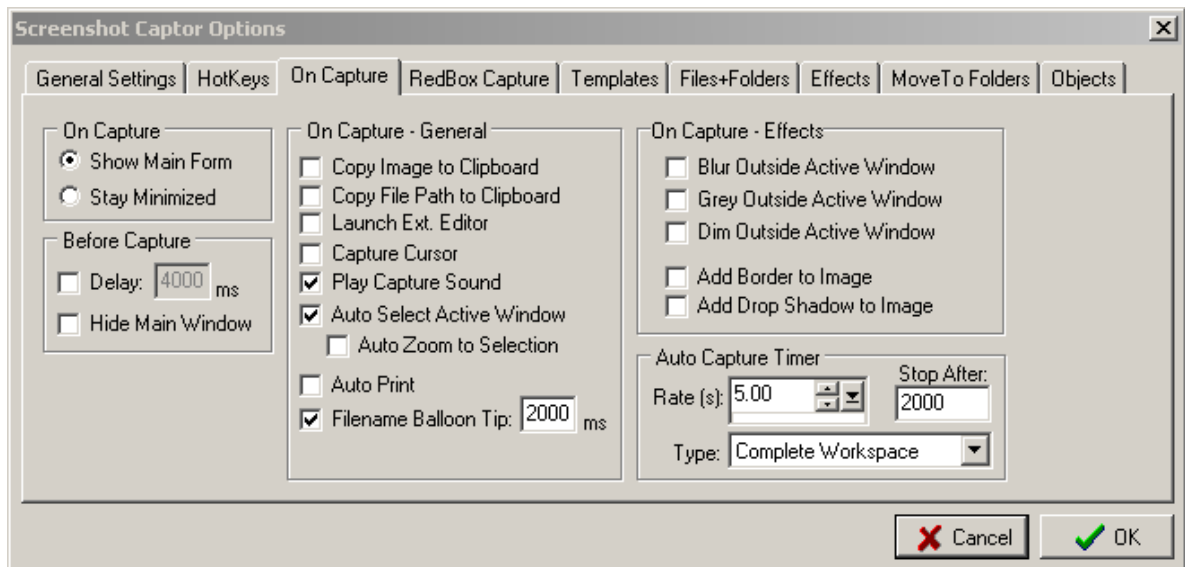 Screenshot Captor Options
General Settings HotKeys On Capture RedBox Capture Templates Files+Folders Effects MoveTo Folders Objects
On Capture
Show Main Form
Stay Minimized
Before Capture
Delay: 4000 ms
Hide Main Window
On Capture - General
Copy Image to Clipboard
Copy File Path to Clipboard
Launch Ext. Editor
Capture Cursor
Play Capture Sound
Auto Select Active Window
Auto Zoom to Selection
Auto Print
Filename Balloon Tip: 2000 ms
On Capture - Effects
Blur Outside Active Window
Grey Outside Active Window
Dim Outside Active Window
Add Border to Image
Add Drop Shadow to Image
Auto Capture Timer
Rate (s): 5.00
Stop After:
2000
Type: Complete Workspace
Cancel OK